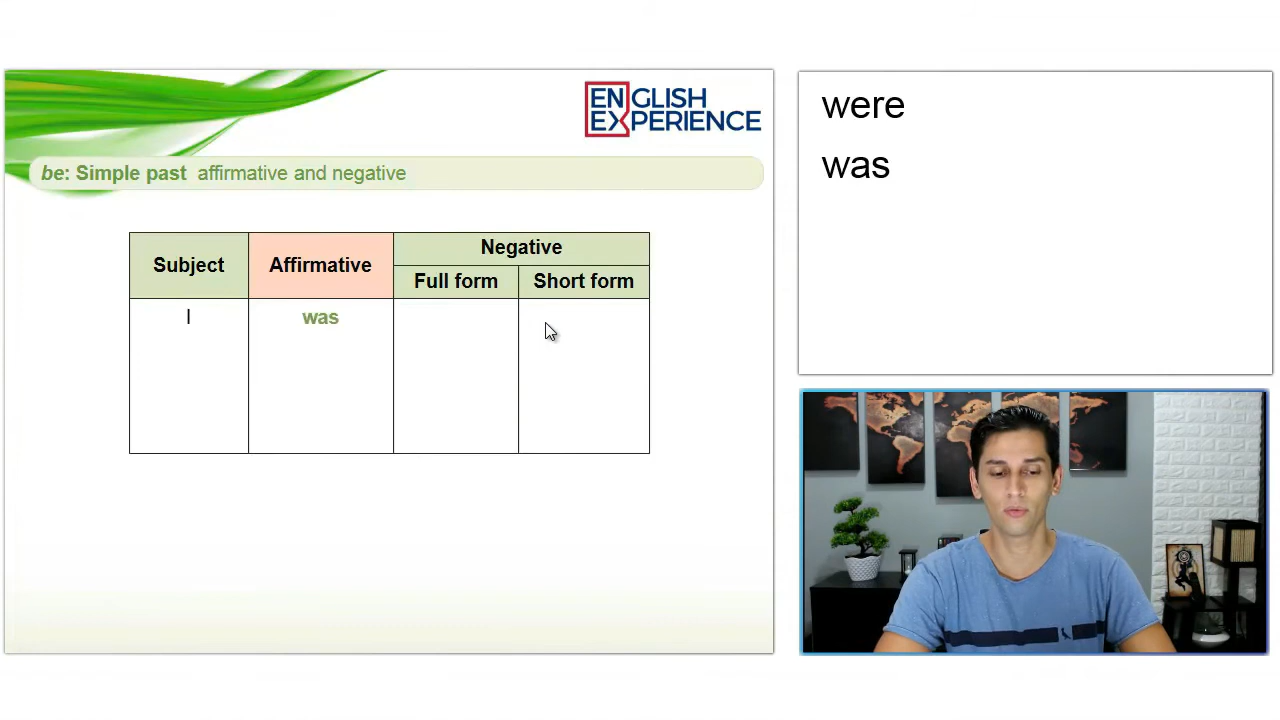 ENGLISH
EXPERIENCE
be: Simple past affirmative and negative
Subject
Affirmative
Negative
Full form
Short form
I
was
were
was